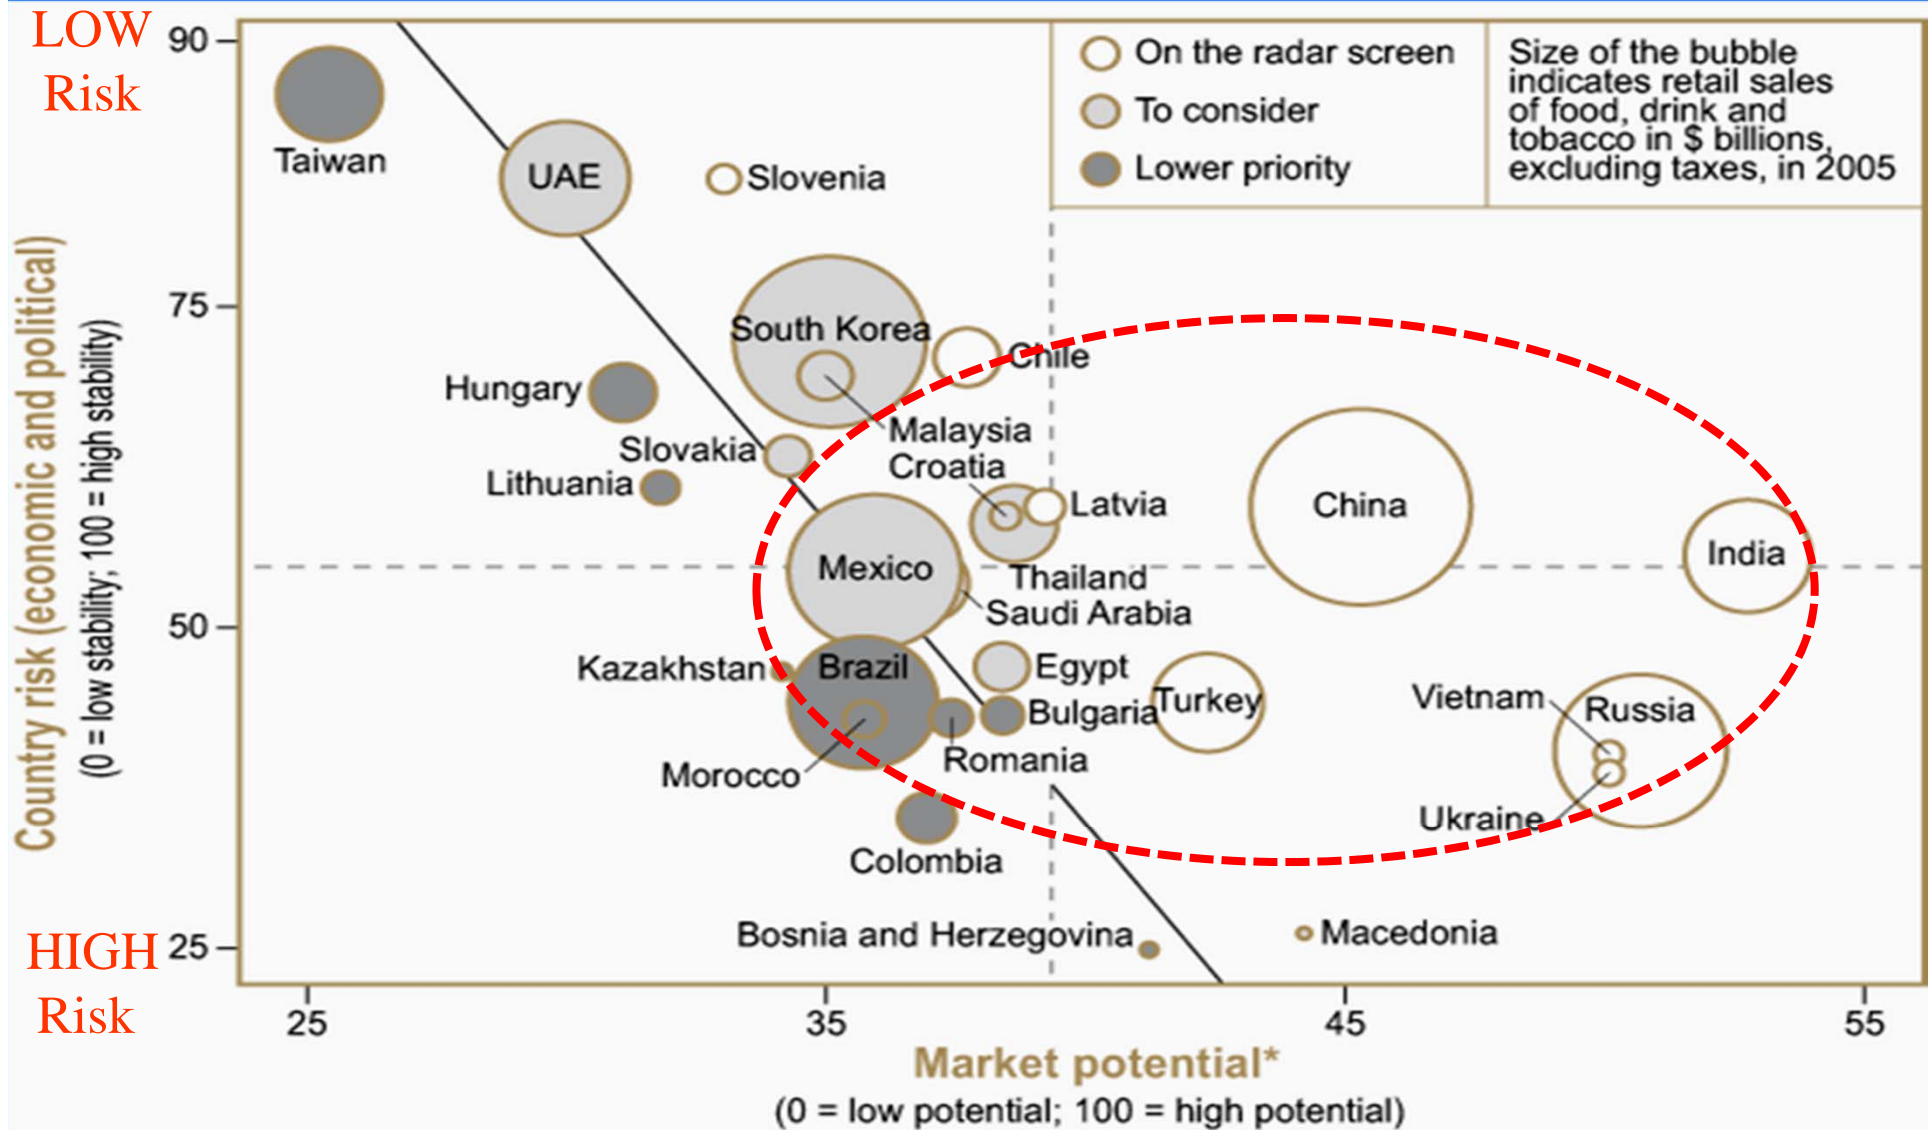 LOW
Risk
90
75
50
25
HIGH
Risk
Country risk (economic and political)
(0 = low stability; 100 = high stability)
On the radar screen
To consider
Lower priority
Size of the bubble
indicates retail sales
of food, drink and
tobacco in $ billions,
excluding taxes, in 2005
Taiwan
UAE
Slovenia
South Korea
Chile
Hungary
Malaysia
Slovakia
Croatia
Lithuania
Latvia
China
India
Mexico
Thailand
Saudi Arabia
Kazakhstan
Brazil
Egypt
Turkey
Vietnam
Russia
Bulgaria
Romania
Morocco
Ukraine
Colombia
Bosnia and Herzegovina
Macedonia
25
35
45
55
Market potential*
(0 = low potential; 100 = high potential)